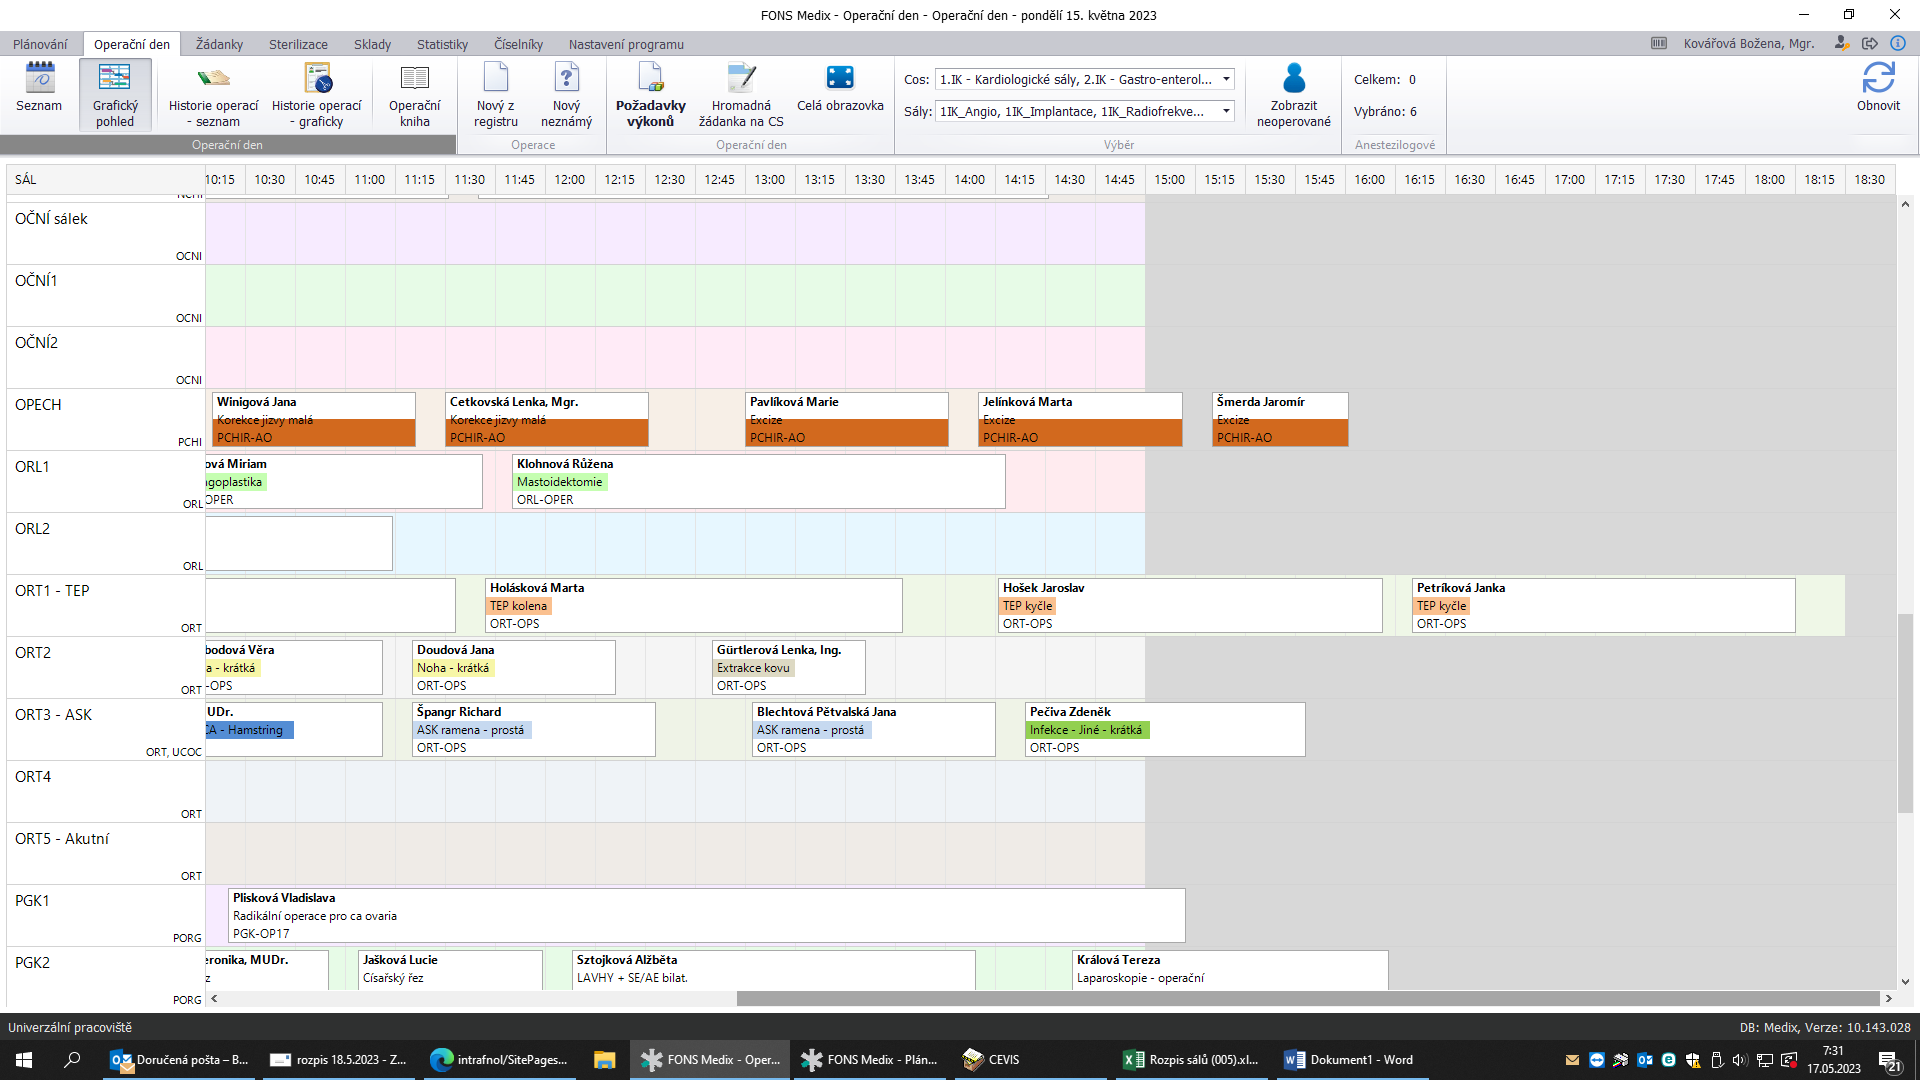 FONS Medix - Operační den - Operační den - pondělí 15. května 2023
Plánování Operační den Žádanky Sterilizace Sklady Statistiky Číselníky Nastavení programu Kovářová Božena, Mgr.
Seznam
Grafický pohled
Historie operací - seznam
Historie operací - graficky
Operační kniha
Operační den
Nový z registru
Nový neznámý
Operace
Požadavky výkonů
Hromadná žádanka na CS
Celá obrazovka
Operační den
Cos: 1.IK - Kardiologické sály, 2.IK - Gastro-enterol...
Sály: 1IK_Angio, 1IK_Implantace, 1IK_Radiofrekve...
Zobrazit neoperované
Výběr
Celkem: 0
Vybráno: 6
Anestezilogové
Obnovit
SÁL 10:15 10:30 10:45 11:00 11:15 11:30 11:45 12:00 12:15 12:30 12:45 13:00 13:15 13:30 13:45 14:00 14:15 14:30 14:45 15:00 15:15 15:30 15:45 16:00 16:15 16:30 16:45 17:00 17:15 17:30 17:45 18:00 18:15 18:30
OČNÍ sálek
OCNI
OČNÍ1
OCNI
OČNÍ2
OCNI
OPECH
PCHI
Winigová Jana
Korekce jizvy malá
PCHIR-AO
Cetkovská Lenka, Mgr.
Korekce jizvy malá
PCHIR-AO
Pavlíková Marie
Excize
PCHIR-AO
Jelínková Marta
Excize
PCHIR-AO
Šmerda Jaromír
Excize
PCHIR-AO
ORL1
ORL
ová Miriam
goplastika
OPER
Klohnová Růžena
Mastoidektomie
ORL-OPER
ORL2
ORL
ORT1 - TEP
ORT
Holásková Marta
TEP kolena
ORT-OPS
Hošek Jaroslav
TEP kyčle
ORT-OPS
Petríková Janka
TEP kyčle
ORT-OPS
ORT2
ORT
bodová Věra
a - krátká
-OPS
Doudová Jana
Noha - krátká
ORT-OPS
Gürtlerová Lenka, Ing.
Extrakce kovu
ORT-OPS
ORT3 - ASK
ORT, UCOC
UDr.
CA - Hamstring
Špangr Richard
ASK ramena - prostá
ORT-OPS
Blechtová Pětvalská Jana
ASK ramena - prostá
ORT-OPS
Pečiva Zdeněk
Infekce - Jiné - krátká
ORT-OPS
ORT4
ORT
ORT5 - Akutní
ORT
PGK1
PORG
Plisková Vladislava
Radikální operace pro ca ovaria
PGK-OP17
PGK2
PORG
eronika, MUDr.
z
Jašková Lucie
Císařský řez
Sztojková Alžběta
LAVHY + SE/AE bilat.
Králová Tereza
Laparoskopie - operační
Univerzální pracoviště
DB: Medix, Verze: 10.143.028
Doručená pošta – B...
rozpis 18.5.2023 - Z...
intrafnol/SitePages...
FONS Medix - Oper...
FONS Medix - Plán...
CEVIS
Rozpis sálů (005).xl...
Dokument1 - Word
7:31
17.05.2023
21